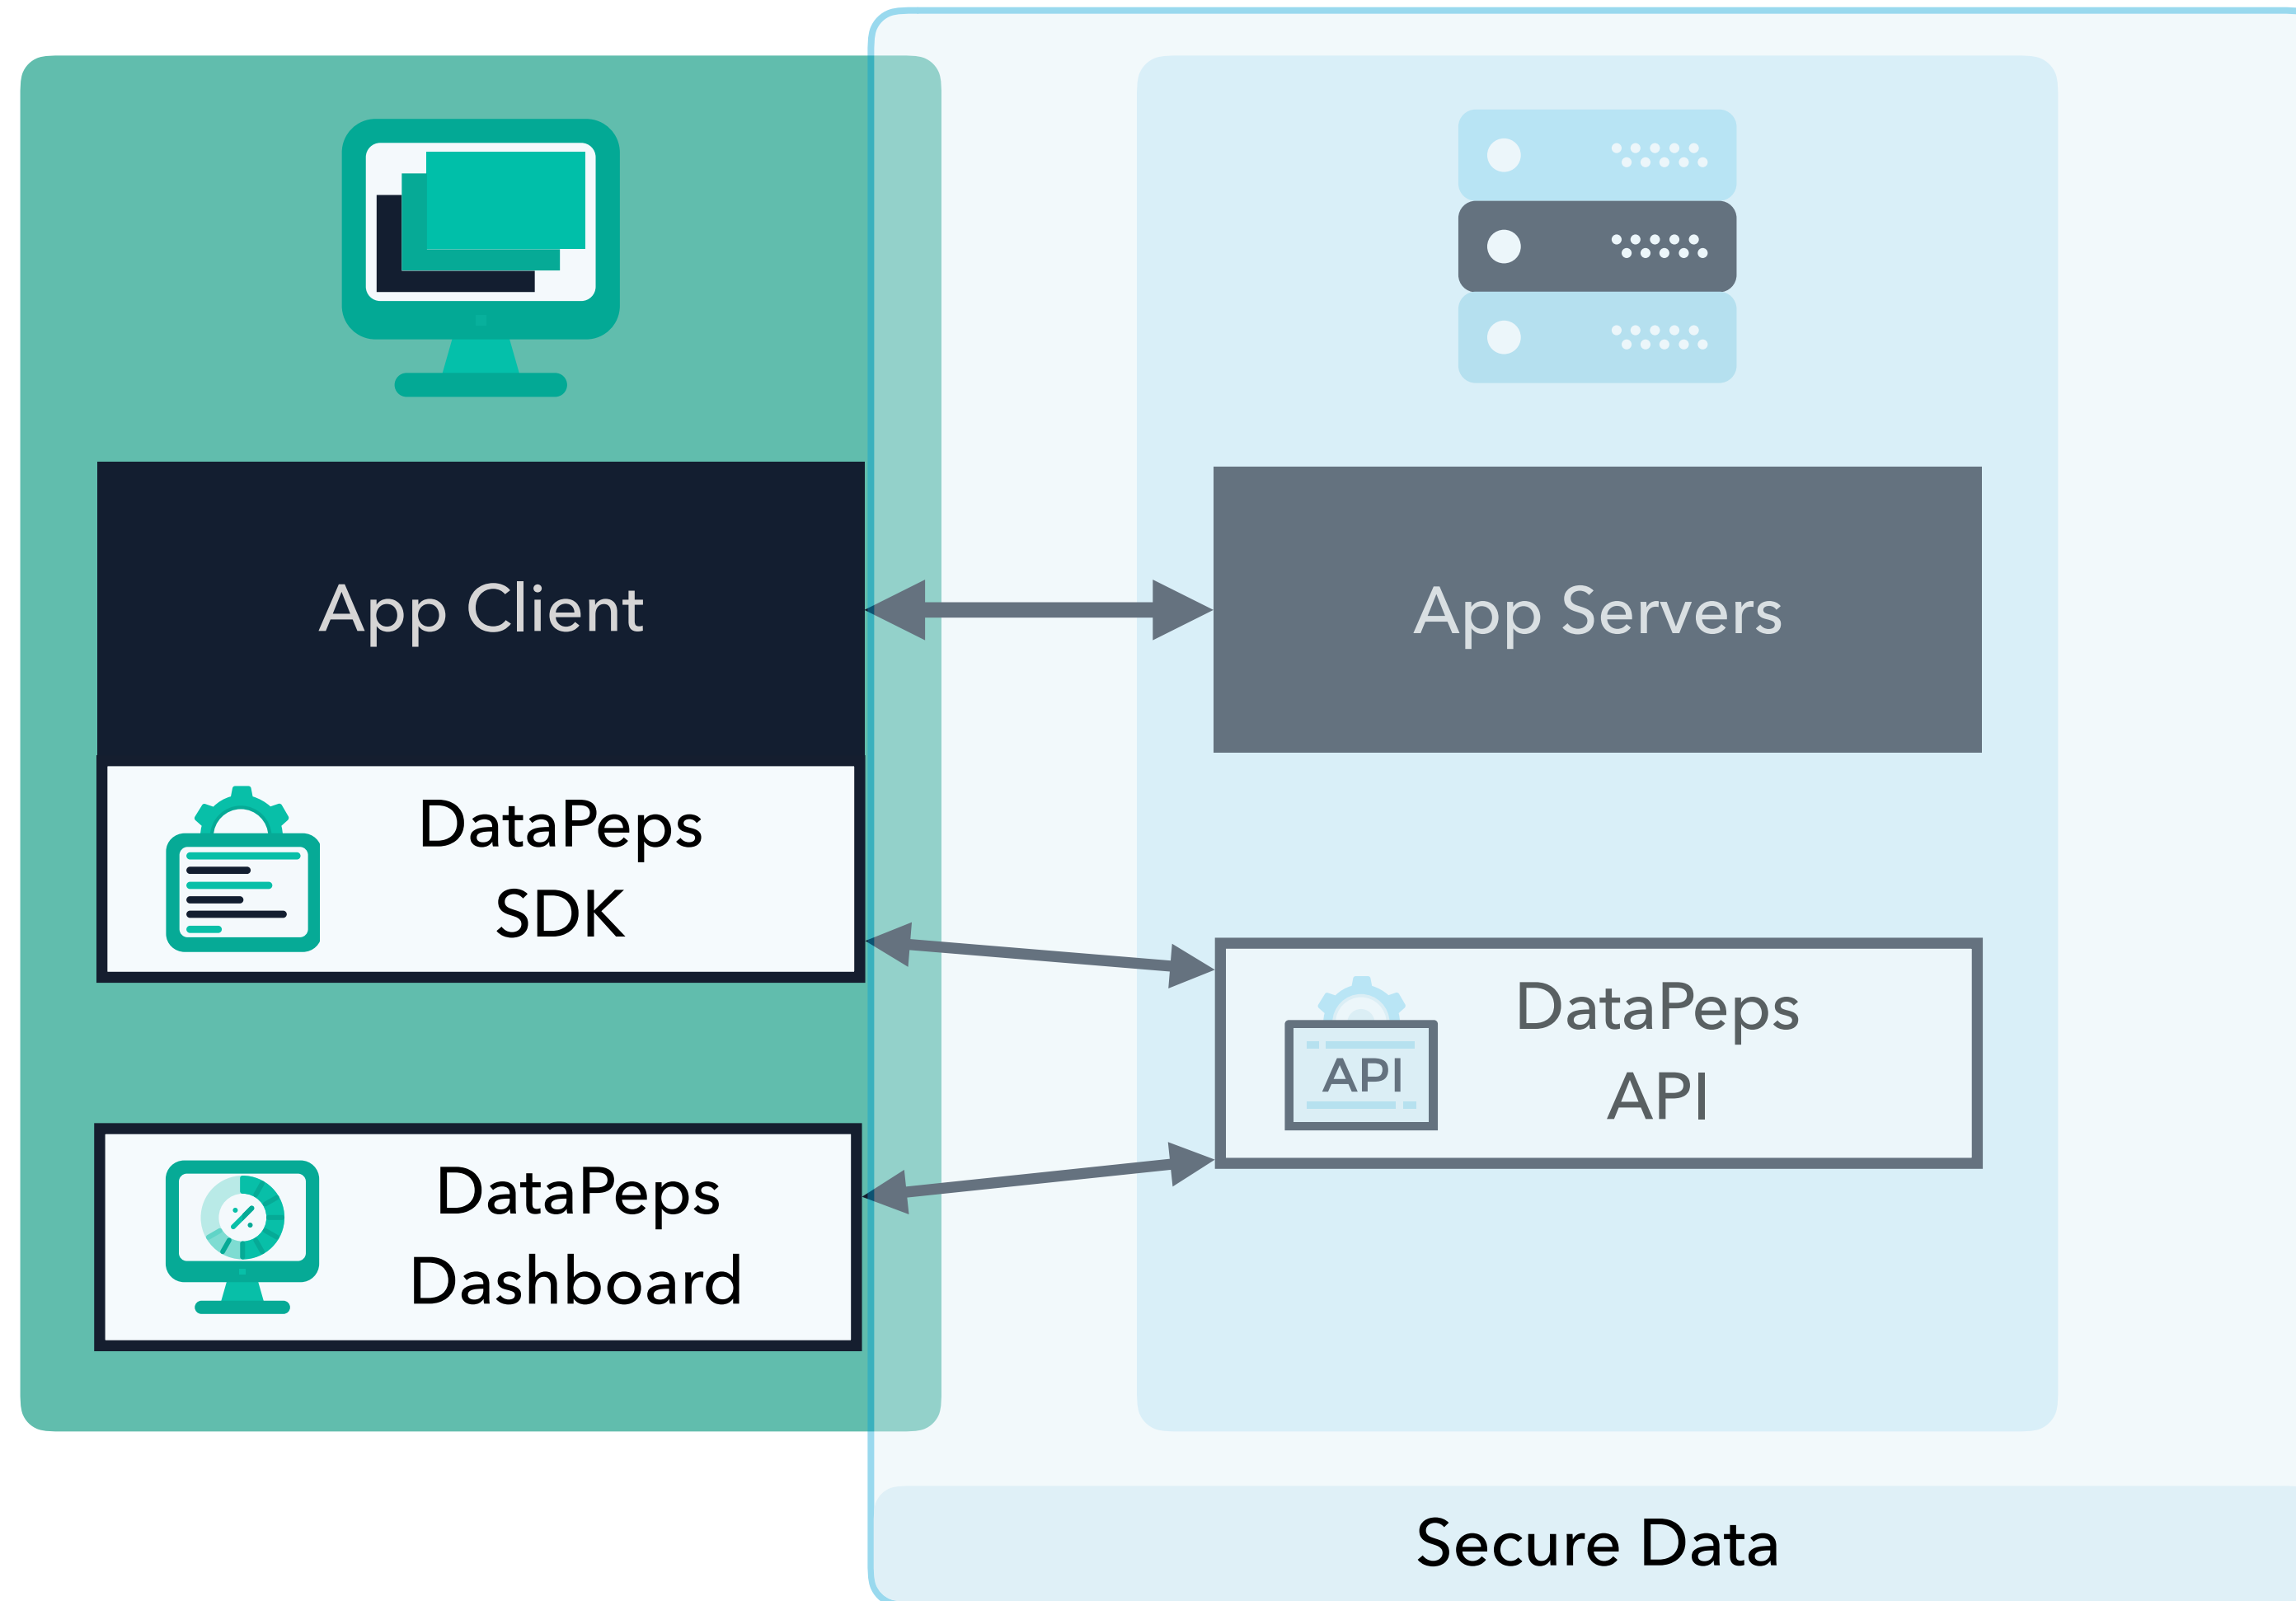 App Client
App Servers
DataPeps
SDK
DataPeps
API
API
DataPeps
Dashboard
Secure Data